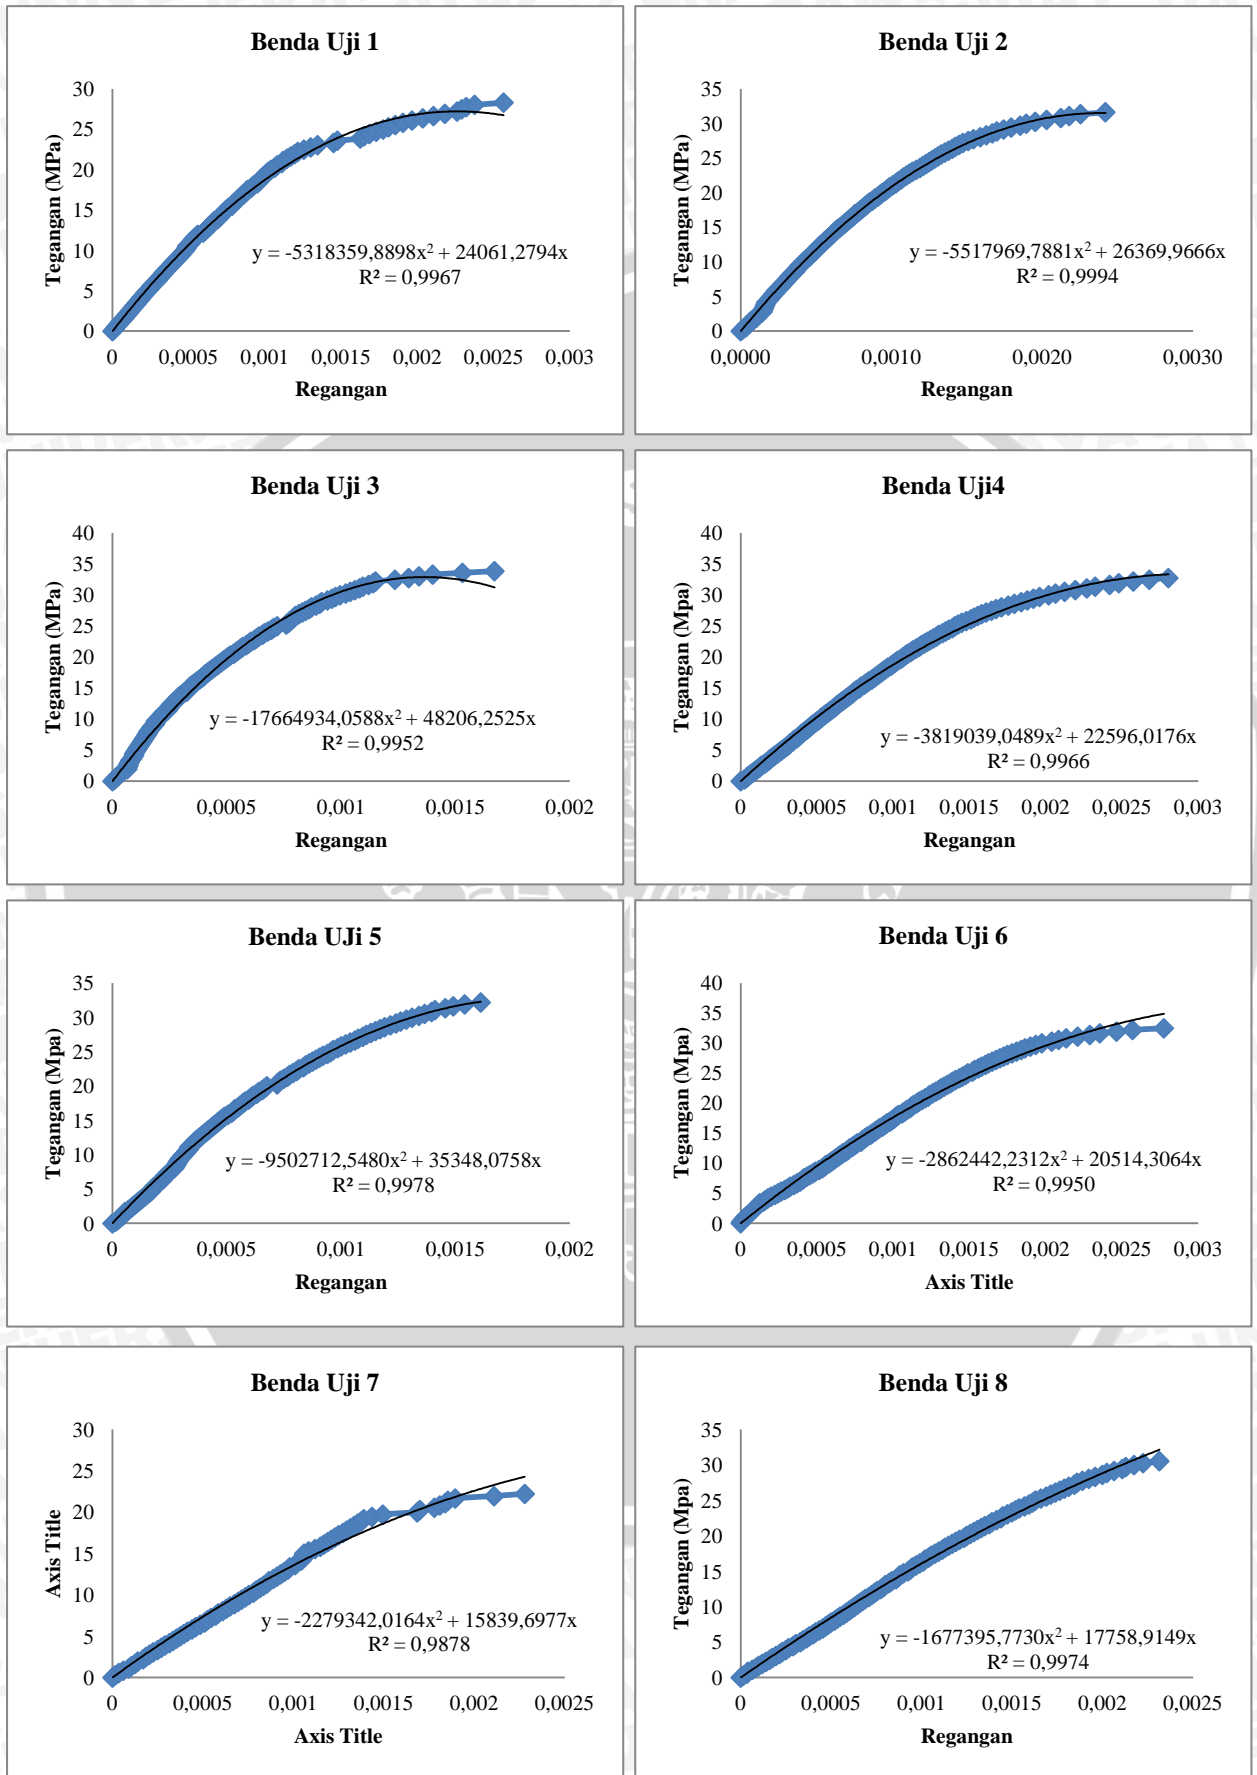 Benda Uji 1
30
25
20
15
10
5
0
Tegangan (MPa)
y = -5318359,8898x² + 24061,2794x
R² = 0,9967
0 0,0005 0,001 0,0015 0,002 0,0025 0,003
Regangan
Benda Uji 2
35
30
25
20
15
10
5
0
Tegangan (MPa)
y = -5517969,7881x² + 26369,9666x
R² = 0,9994
0,0000 0,0010 0,0020 0,0030
Regangan
Benda Uji 3
40
35
30
25
20
15
10
5
0
Tegangan (MPa)
y = -17664934,0588x² + 48206,2525x
R² = 0,9952
0 0,0005 0,001 0,0015 0,002
Regangan
Benda Uji4
40
35
30
25
20
15
10
5
0
Tegangan (Mpa)
y = -3819039,0489x² + 22596,0176x
R² = 0,9966
0 0,0005 0,001 0,0015 0,002 0,0025 0,003
Regangan
Benda UJi 5
35
30
25
20
15
10
5
0
Tegangan (Mpa)
y = -9502712,5480x² + 35348,0758x
R² = 0,9978
0 0,0005 0,001 0,0015 0,002
Regangan
Benda Uji 6
40
35
30
25
20
15
10
5
0
Tegangan (Mpa)
y = -2862442,2312x² + 20514,3064x
R² = 0,9950
0 0,0005 0,001 0,0015 0,002 0,0025 0,003
Axis Title
Benda Uji 7
30
25
20
15
10
5
0
Axis Title
y = -2279342,0164x² + 15839,6977x
R² = 0,9878
0 0,0005 0,001 0,0015 0,002 0,0025
Axis Title
Benda Uji 8
35
30
25
20
15
10
5
0
Tegangan (Mpa)
y = -1677395,7730x² + 17758,9149x
R² = 0,9974
0 0,0005 0,001 0,0015 0,002 0,0025
Regangan